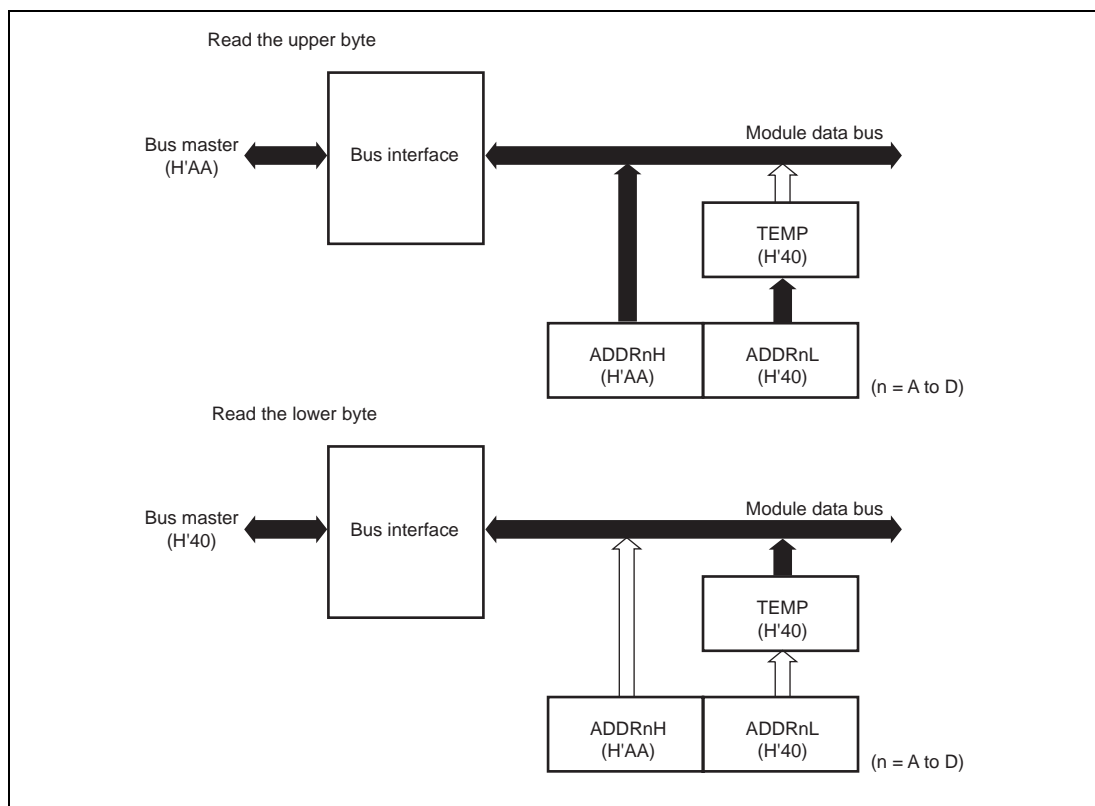 Read the upper byte
Bus master
(H'AA)
Bus interface
Module data bus
TEMP
(H'40)
ADDRnH
(H'AA)
ADDRnL
(H'40)
(n = A to D)
Read the lower byte
Bus master
(H'40)
Bus interface
Module data bus
TEMP
(H'40)
ADDRnH
(H'AA)
ADDRnL
(H'40)
(n = A to D)